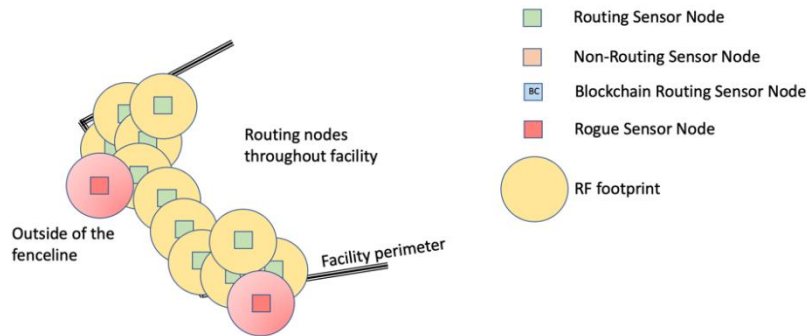 Routing Sensor Node
Non-Routing Sensor Node
BC
Blockchain Routing Sensor Node
Rogue Sensor Node
RF footprint
Routing nodes
throughout facility
Outside of the
fenceline
Facility perimeter